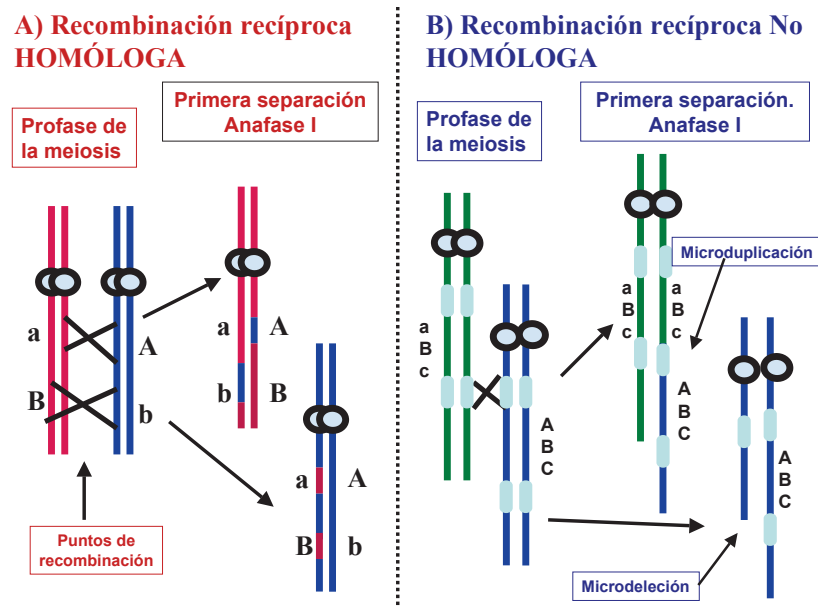 A) Recombinación recíproca
HOMÓLOGA
Profase de
la meiosis
Primera separación
Anafase I
a
A
B
b
a
A
b
B
a
A
B
b
Puntos de
recombinación
B) Recombinación recíproca No
HOMÓLOGA
Profase de
la meiosis
Primera separación.
Anafase I
a
B
c
A
B
C
a
B
c
a
B
c
Microduplicación
A
B
C
A
B
C
Microdeleción